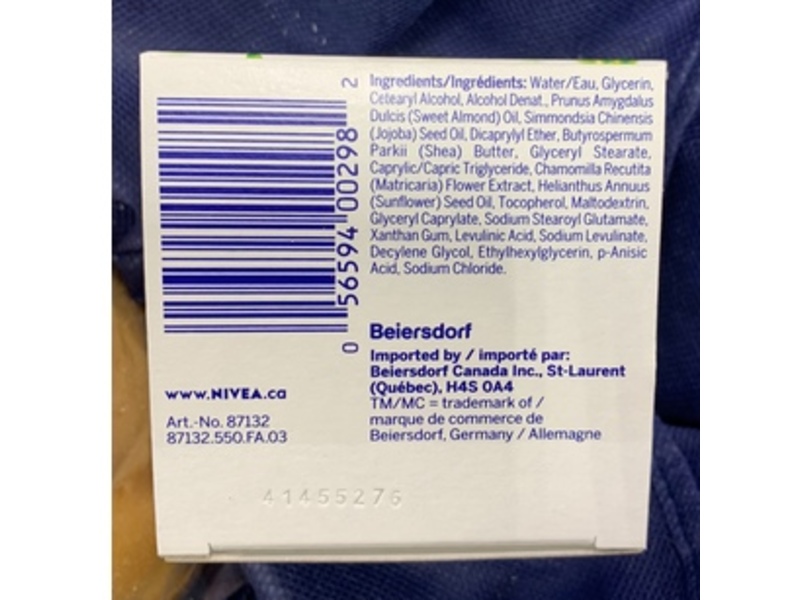 Ingredients/Ingrédients: Water/Eau, Glycerin,
Cetearyl Alcohol, Alcohol Denat., Prunus Amygdalus
Dulcis (Sweet Almond) Oil, Simmondsia Chinensis
(Jojoba) Seed Oil, Dicaprylyl Ether, Butyrospermum
Parkii (Shea) Butter, Glyceryl Stearate,
Caprylic/Capric Triglyceride, Chamomilla Recutita
(Matricaria) Flower Extract, Helianthus Annuus
(Sunflower) Seed Oil, Tocopherol, Maltodextrin,
Glyceryl Caprylate, Sodium Stearoyl Glutamate,
Xanthan Gum, Levulinic Acid, Sodium Levulinate,
Decylene Glycol, Ethylhexylglycerin, p-Anisic
Acid, Sodium Chloride.
0 56594 00298 2
Beiersdorf
Imported by / importé par:
Beiersdorf Canada Inc., St-Laurent
(Québec), H4S 0A4
TM/MC = trademark of /
marque de commerce de
Beiersdorf, Germany / Allemagne
www.NIVEA.ca
Art.-No. 87132
87132.550.FA.03
41455276